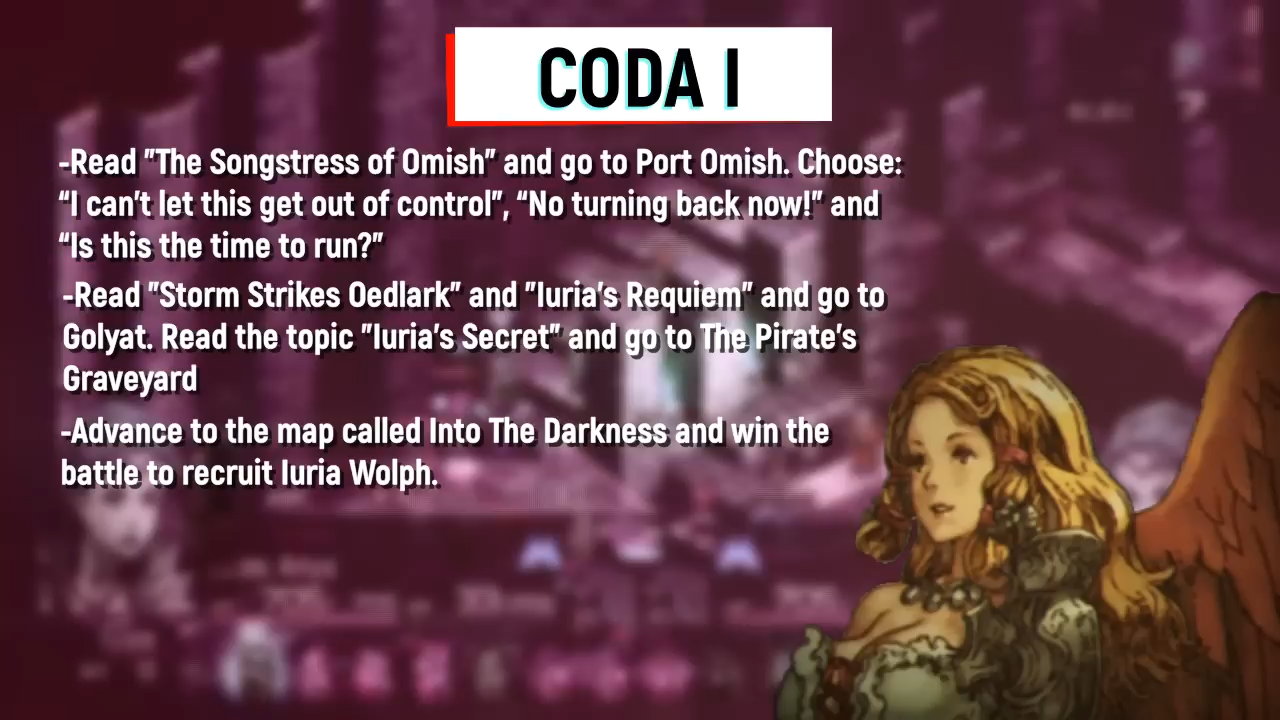 CODA I
-Read "The Songstress of Omish" and go to Port Omish. Choose:
“I can’t let this get out of control”, “No turning back now!” and
“Is this the time to run?”
-Read "Storm Strikes Oedlark" and "Iuria’s Requiem" and go to
Golyat. Read the topic "Iuria’s Secret" and go to The Pirate’s
Graveyard
-Advance to the map called Into The Darkness and win the
battle to recruit Iuria Wolph.